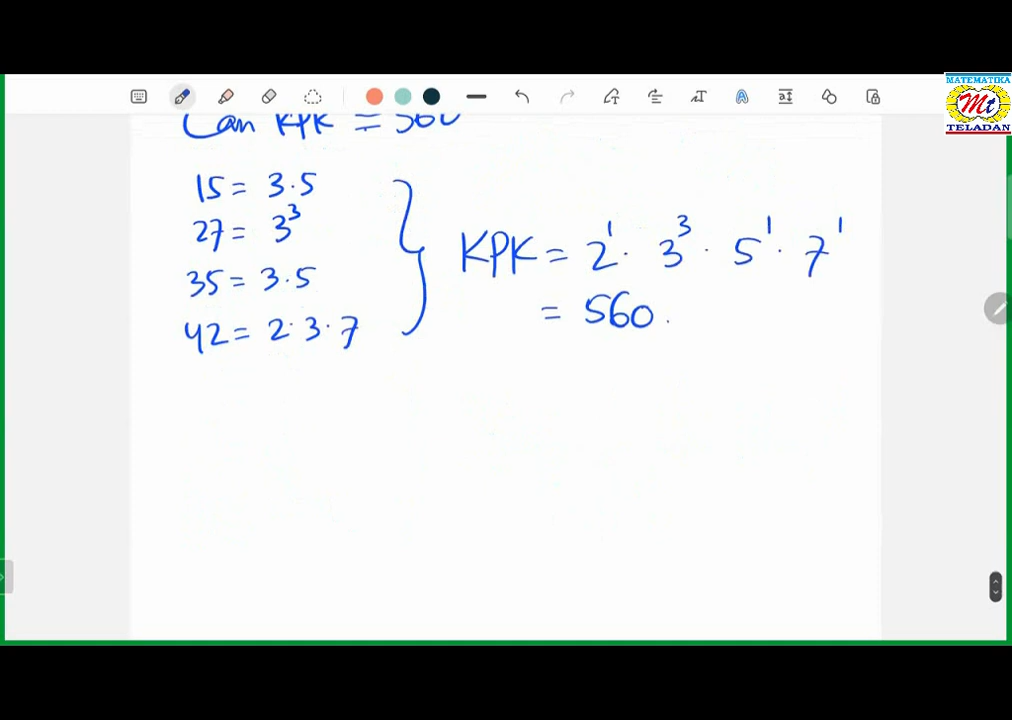 MATEMATIKA
Mt
TELADAN
Cari KPK = 560
15 = 3.5
27 = 3³
35 = 3.5
42 = 2.3.7
KPK = 2¹. 3³. 5¹. 7¹
= 560.